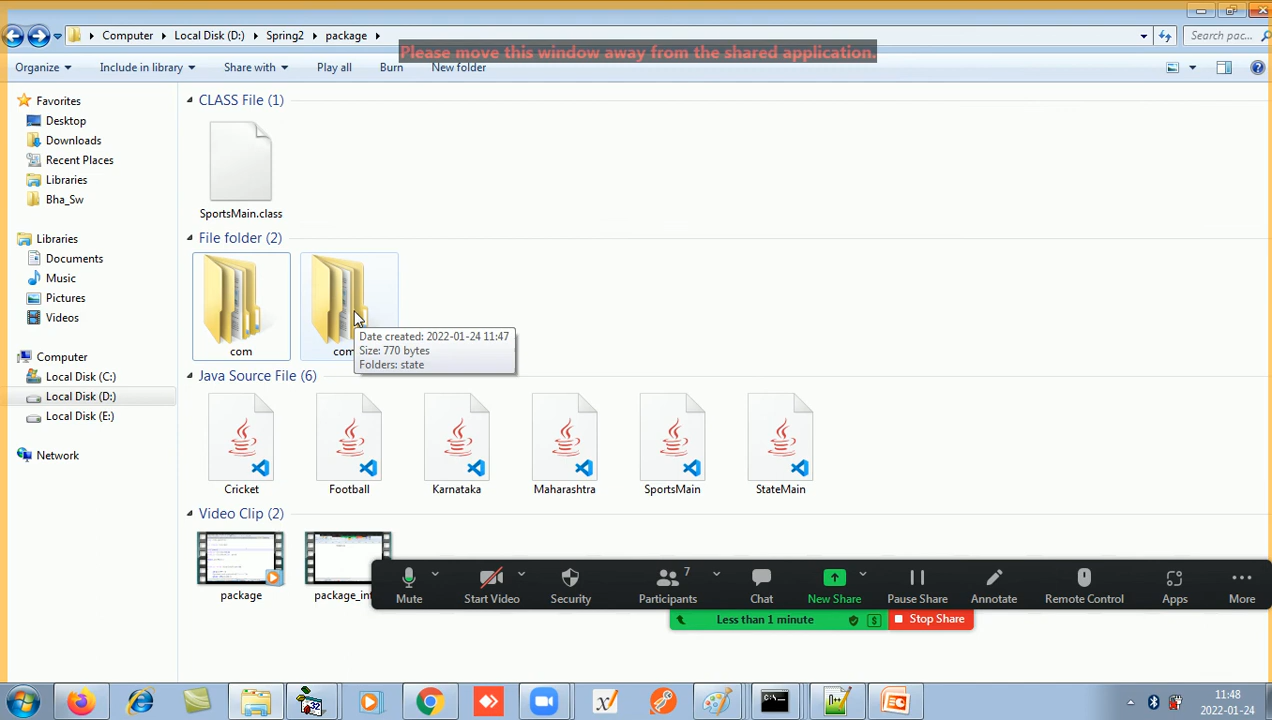 Computer Local Disk (D:) Spring2 package Search pac...
Please move this window away from the shared application.
Organize Include in library Share with Play all Burn New folder
Favorites
Desktop
Downloads
Recent Places
Libraries
Bha_Sw
Libraries
Documents
Music
Pictures
Videos
Computer
Local Disk (C:)
Local Disk (D:)
Local Disk (E:)
Network
CLASS File (1)
SportsMain.class
File folder (2)
com com
Date created: 2022-01-24 11:47
Size: 770 bytes
Folders: state
Java Source File (6)
Cricket Football Karnataka Maharashtra SportsMain StateMain
Video Clip (2)
package package_in
7
Mute Start Video Security Participants Chat New Share Pause Share Annotate Remote Control Apps More
Less than 1 minute Stop Share
32
11:48
2022-01-24